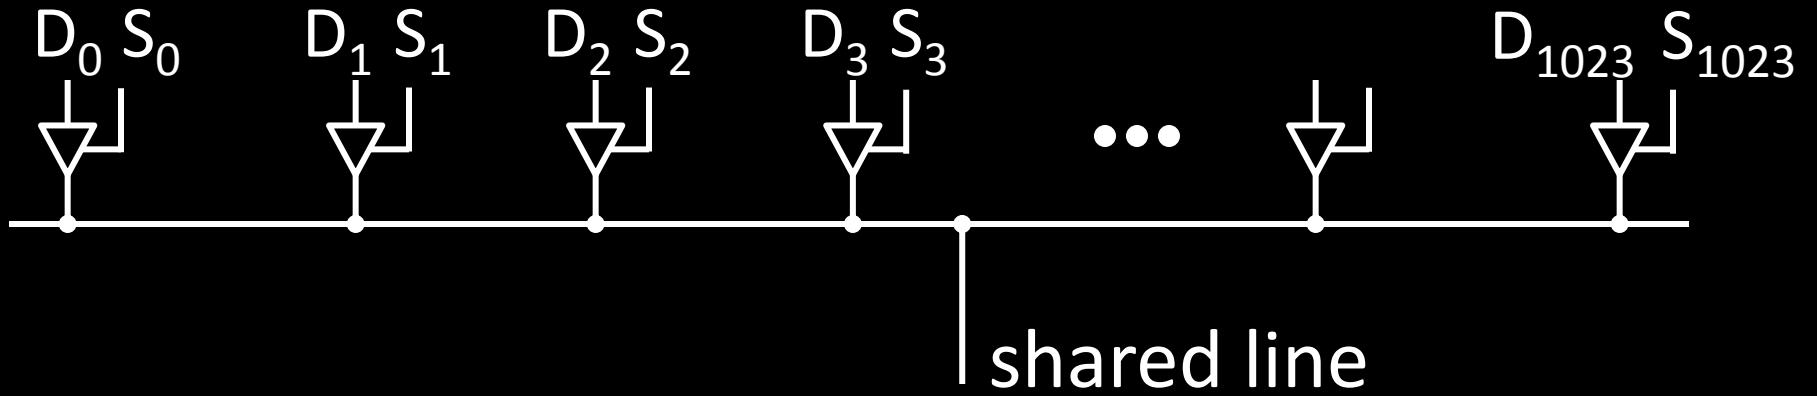 D₀ S₀ D₁ S₁ D₂ S₂ D₃ S₃ D₁₀₂₃ S₁₀₂₃
shared line